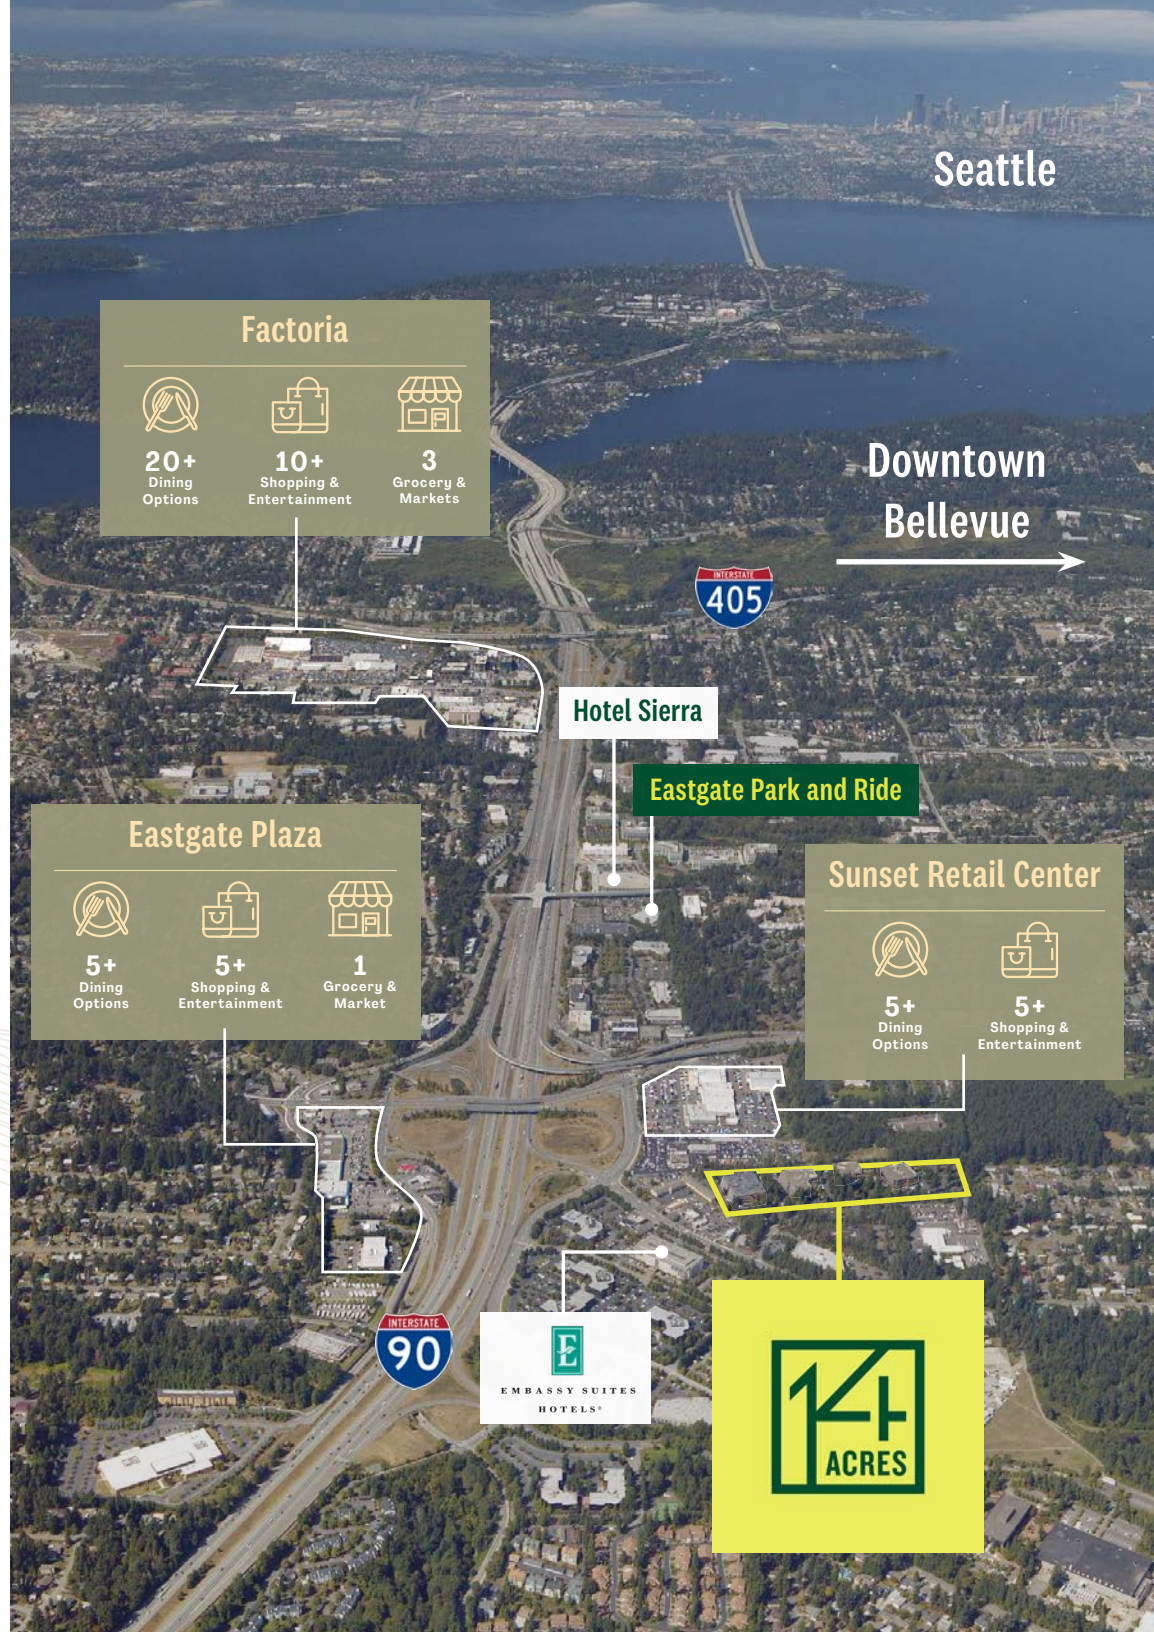 Seattle
Factoria
20+
Dining
Options
10+
Shopping &
Entertainment
3
Grocery &
Markets
Downtown
Bellevue
INTERSTATE
405
Hotel Sierra
Eastgate Park and Ride
Eastgate Plaza
5+
Dining
Options
5+
Shopping &
Entertainment
1
Grocery &
Market
Sunset Retail Center
5+
Dining
Options
5+
Shopping &
Entertainment
INTERSTATE
90
E
EMBASSY SUITES
HOTELS®
14
ACRES